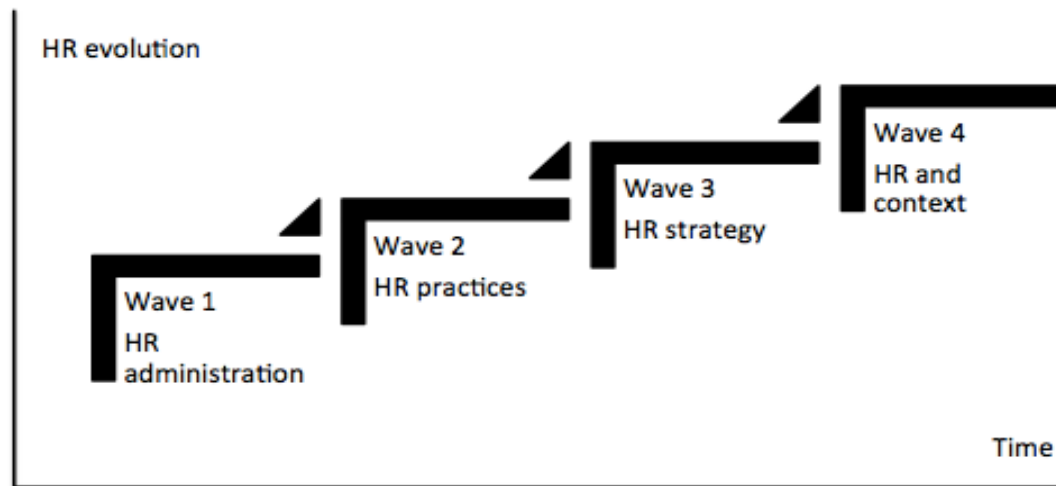 HR evolution
Wave 1
HR
administration
Wave 2
HR practices
Wave 3
HR strategy
Wave 4
HR and
context
Time